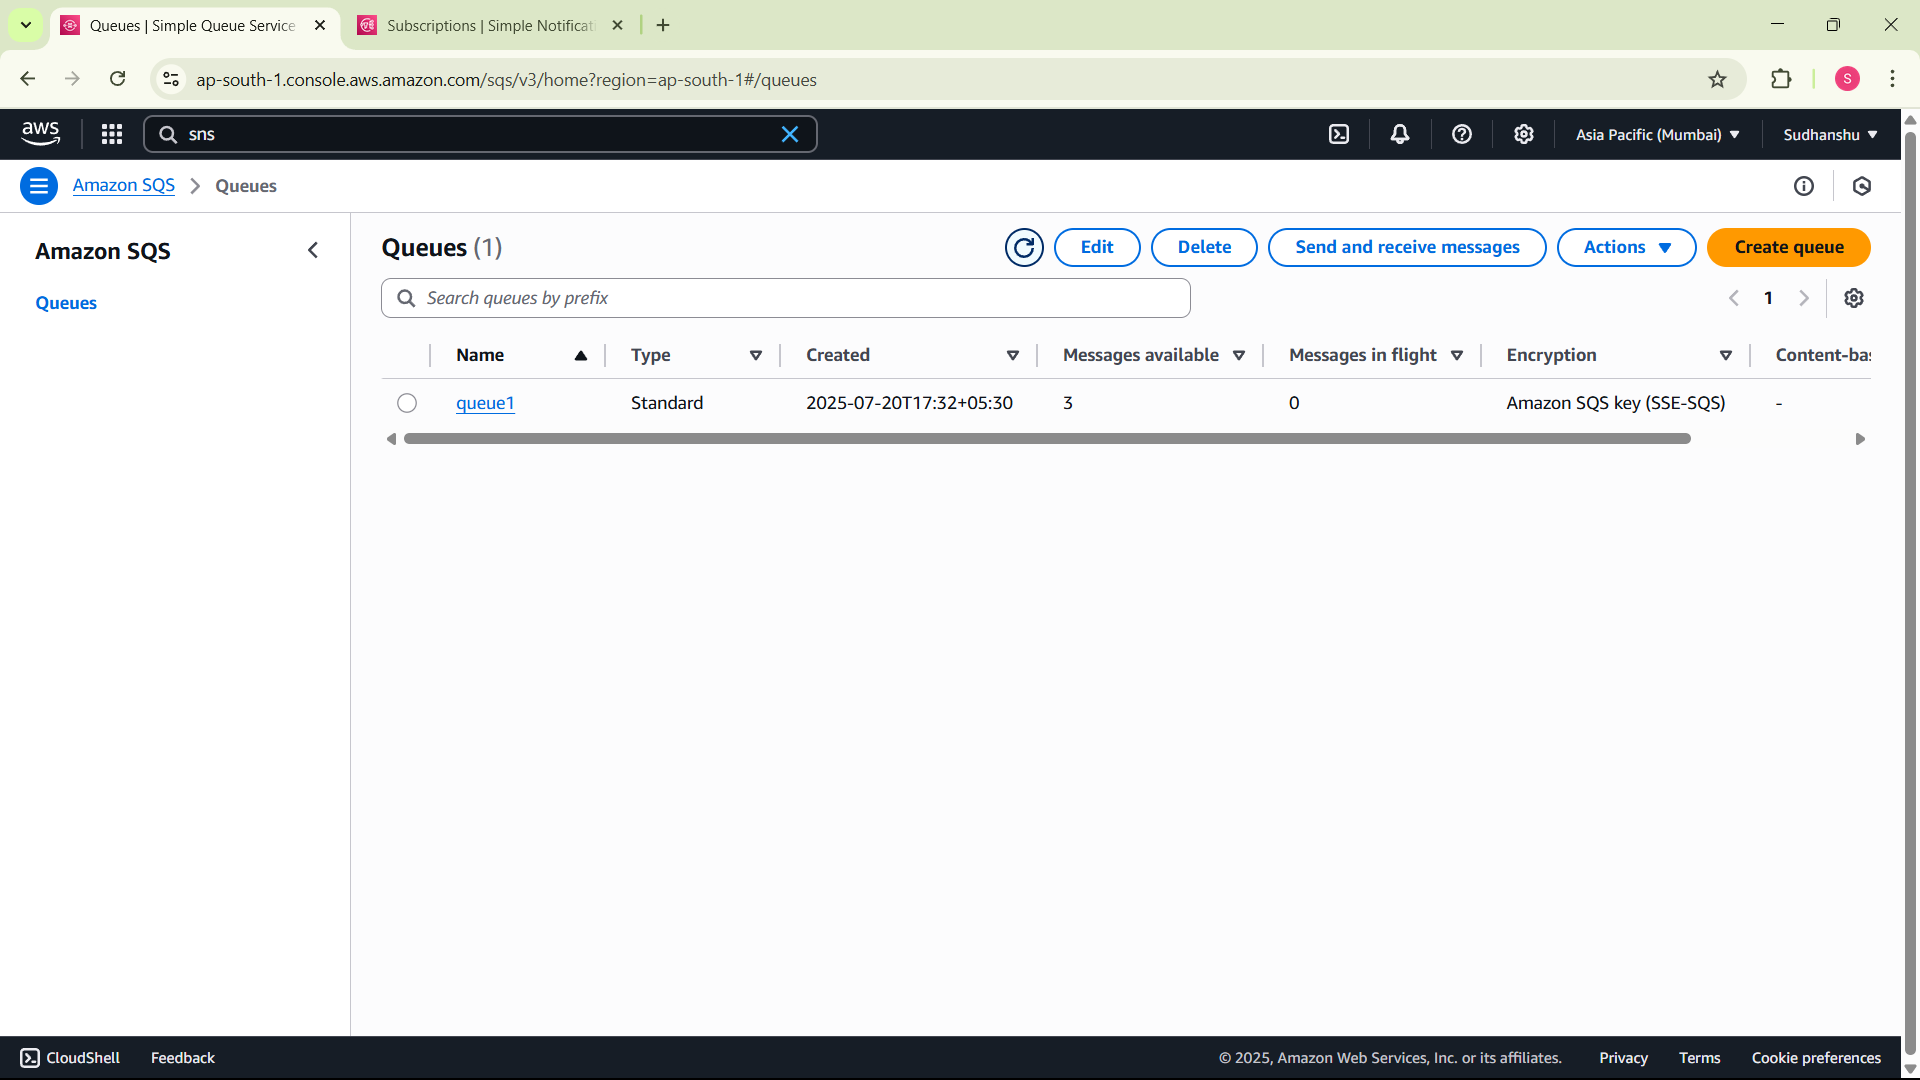 Queues | Simple Queue Service
Subscriptions | Simple Notificati
ap-south-1.console.aws.amazon.com/sqs/v3/home?region=ap-south-1#/queues
S
aws
sns
Asia Pacific (Mumbai)
Sudhanshu
Amazon SQS
Queues
Amazon SQS
Queues
Queues (1)
Edit
Delete
Send and receive messages
Actions
Create queue
Search queues by prefix
1
Name
Type
Created
Messages available
Messages in flight
Encryption
Content-bas
queue1
Standard
2025-07-20T17:32+05:30
3
0
Amazon SQS key (SSE-SQS)
-
CloudShell
Feedback
© 2025, Amazon Web Services, Inc. or its affiliates.
Privacy
Terms
Cookie preferences